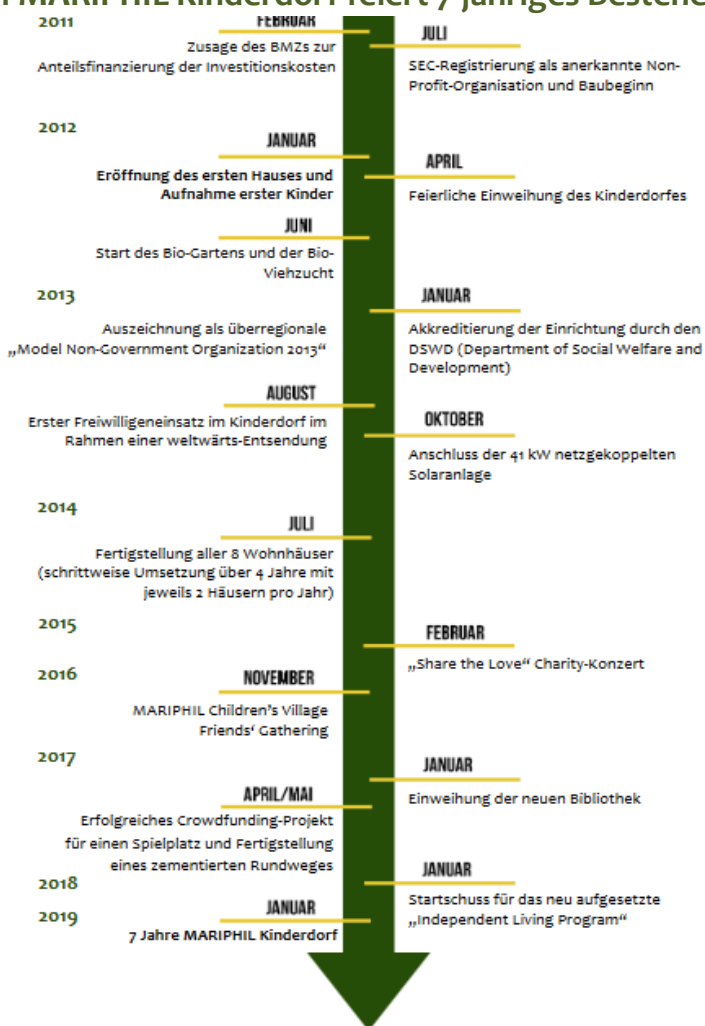 MARIPHIL Kinderdorf feiert 7-jähriges
2011
FEBRUAR
Zusage des BMZs zur
Anteilsfinanzierung der Investitionskosten
JULI
SEC-Registrierung als anerkannte Non-
Profit-Organisation und Baubeginn
2012
JANUAR
Eröffnung des ersten Hauses und
Aufnahme erster Kinder
APRIL
Feierliche Einweihung des Kinderdorfes
JUNI
Start des Bio-Gartens und der Bio-
Viehzucht
2013
JANUAR
Akkreditierung der Einrichtung durch den
DSWD (Department of Social Welfare and
Development)
Auszeichnung als überregionale
„Model Non-Government Organization 2013“
AUGUST
Erster Freiwilligeneinsatz im Kinderdorf im
Rahmen einer weltwärts-Entsendung
OKTOBER
Anschluss der 41 kW netzgekoppelten
Solaranlage
2014
JULI
Fertigstellung aller 8 Wohnhäuser
(schrittweise Umsetzung über 4 Jahre mit
jeweils 2 Häusern pro Jahr)
2015
FEBRUAR
„Share the Love“ Charity-Konzert
2016
NOVEMBER
MARIPHIL Children’s Village
Friends‘ Gathering
2017
JANUAR
Einweihung der neuen Bibliothek
APRIL/MAI
Erfolgreiches Crowdfunding-Projekt
für einen Spielplatz und Fertigstellung
eines zementierten Rundweges
2018
JANUAR
Startschuss für das neu aufgesetzte
„Independent Living Program“
2019
JANUAR
7 Jahre MARIPHIL Kinderdorf